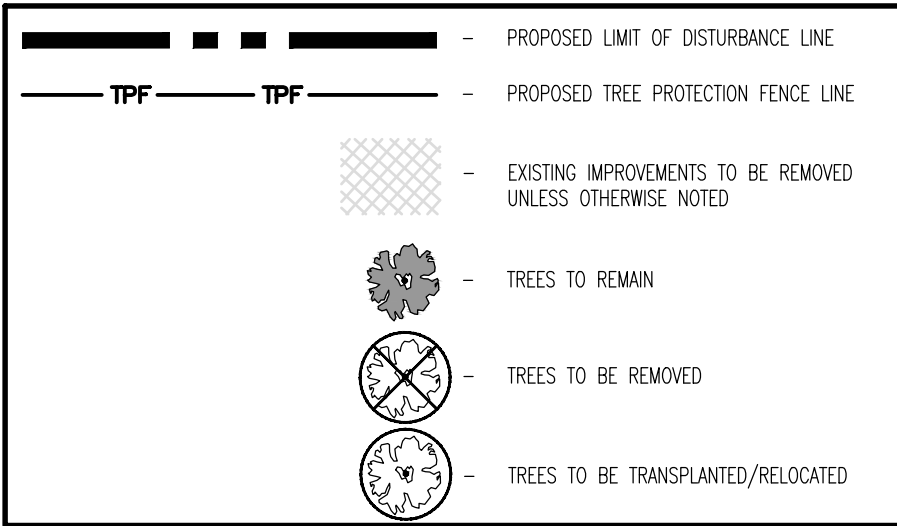 - PROPOSED LIMIT OF DISTURBANCE LINE
TPF TPF - PROPOSED TREE PROTECTION FENCE LINE
- EXISTING IMPROVEMENTS TO BE REMOVED
UNLESS OTHERWISE NOTED
- TREES TO REMAIN
- TREES TO BE REMOVED
- TREES TO BE TRANSPLANTED/RELOCATED